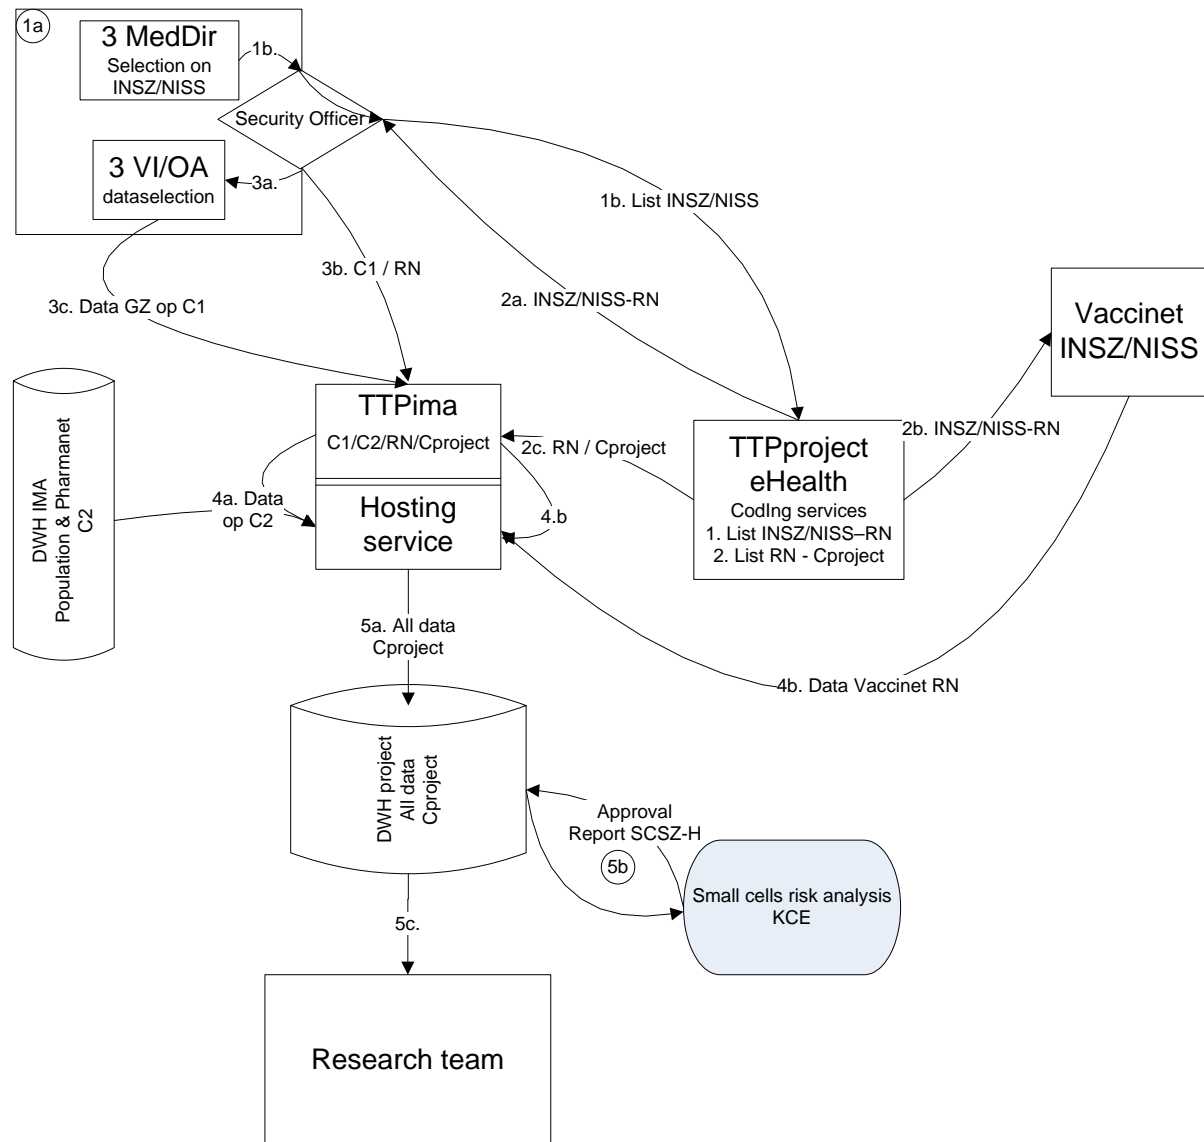 1a
3 MedDir
Selection on
INSZ/NISS
1b.
Security Officer
3 VI/OA
dataselection
3a.
1b. List INSZ/NISS
3b. C1 / RN
2a. INSZ/NISS-RN
3c. Data GZ op C1
Vaccinet
INSZ/NISS
DWH IMA
Population & Pharmanet
C2
TTPima
C1/C2/RN/Cproject
2c. RN / Cproject
TTPproject
eHealth
CodIng services
1. List INSZ/NISS–RN
2. List RN - Cproject
2b. INSZ/NISS-RN
4a. Data
op C2
Hosting
service
4.b
5a. All data
Cproject
4b. Data Vaccinet RN
DWH project
All data
Cproject
Approval
Report SCSZ-H
5b
Small cells risk analysis
KCE
5c.
Research team